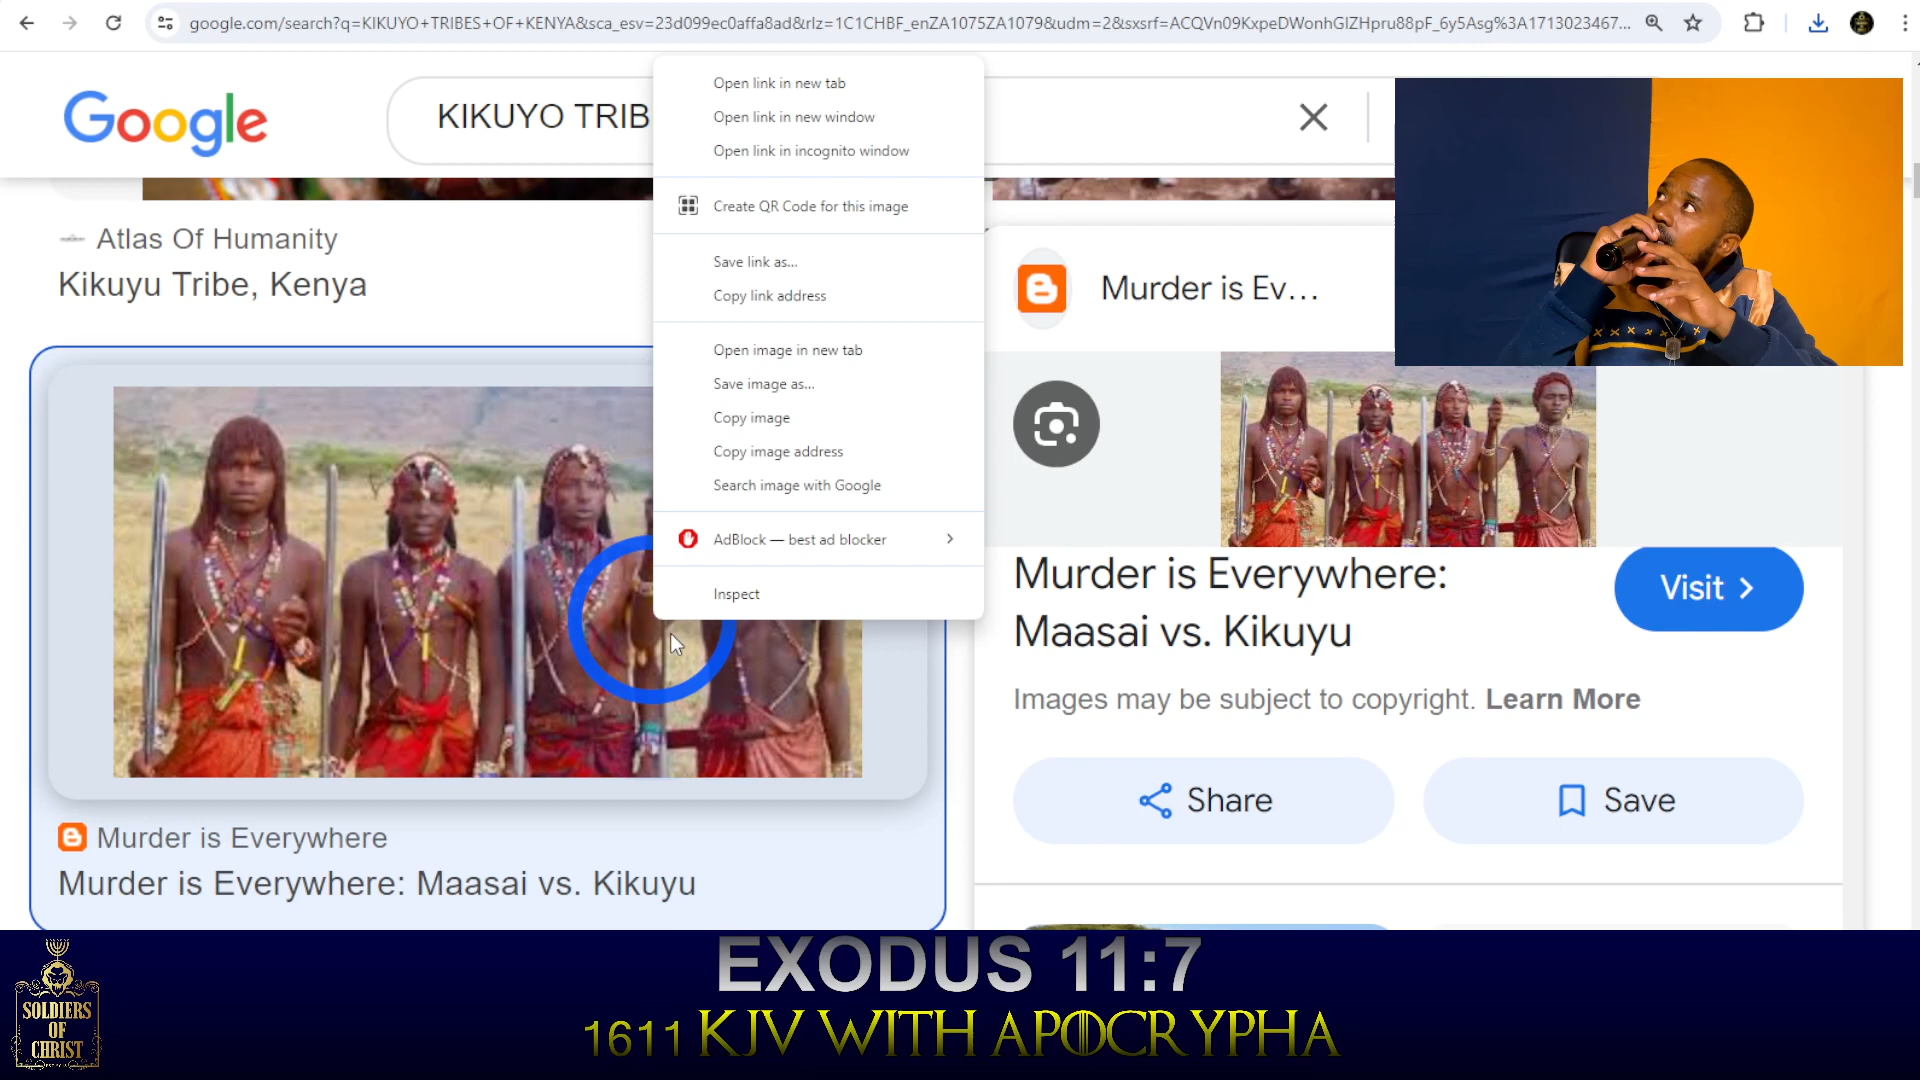 google.com/search?q=KIKUYO+TRIBES+OF+KENYA&sca_esv=23d099ec0affa8ad&rlz=1C1CHBF_enZA1075ZA1079&udm=2&sxsrf=ACQVn09KxpeDWonhGIZHpru88pF_6y5Asg%3A1713023467...
Google
KIKUYO TRIB
Open link in new tab
Open link in new window
Open link in incognito window
Create QR Code for this image
Save link as...
Copy link address
Open image in new tab
Save image as...
Copy image
Copy image address
Search image with Google
AdBlock — best ad blocker
Inspect
Atlas Of Humanity
Kikuyu Tribe, Kenya
Murder is Everywhere
Murder is Everywhere: Maasai vs. Kikuyu
Murder is Ev...
Murder is Everywhere:
Maasai vs. Kikuyu
Visit
Images may be subject to copyright. Learn More
Share
Save
EXODUS 11:7
1611 KJV WITH APOCRYPHA
SOLDIERS
OF
CHRIST